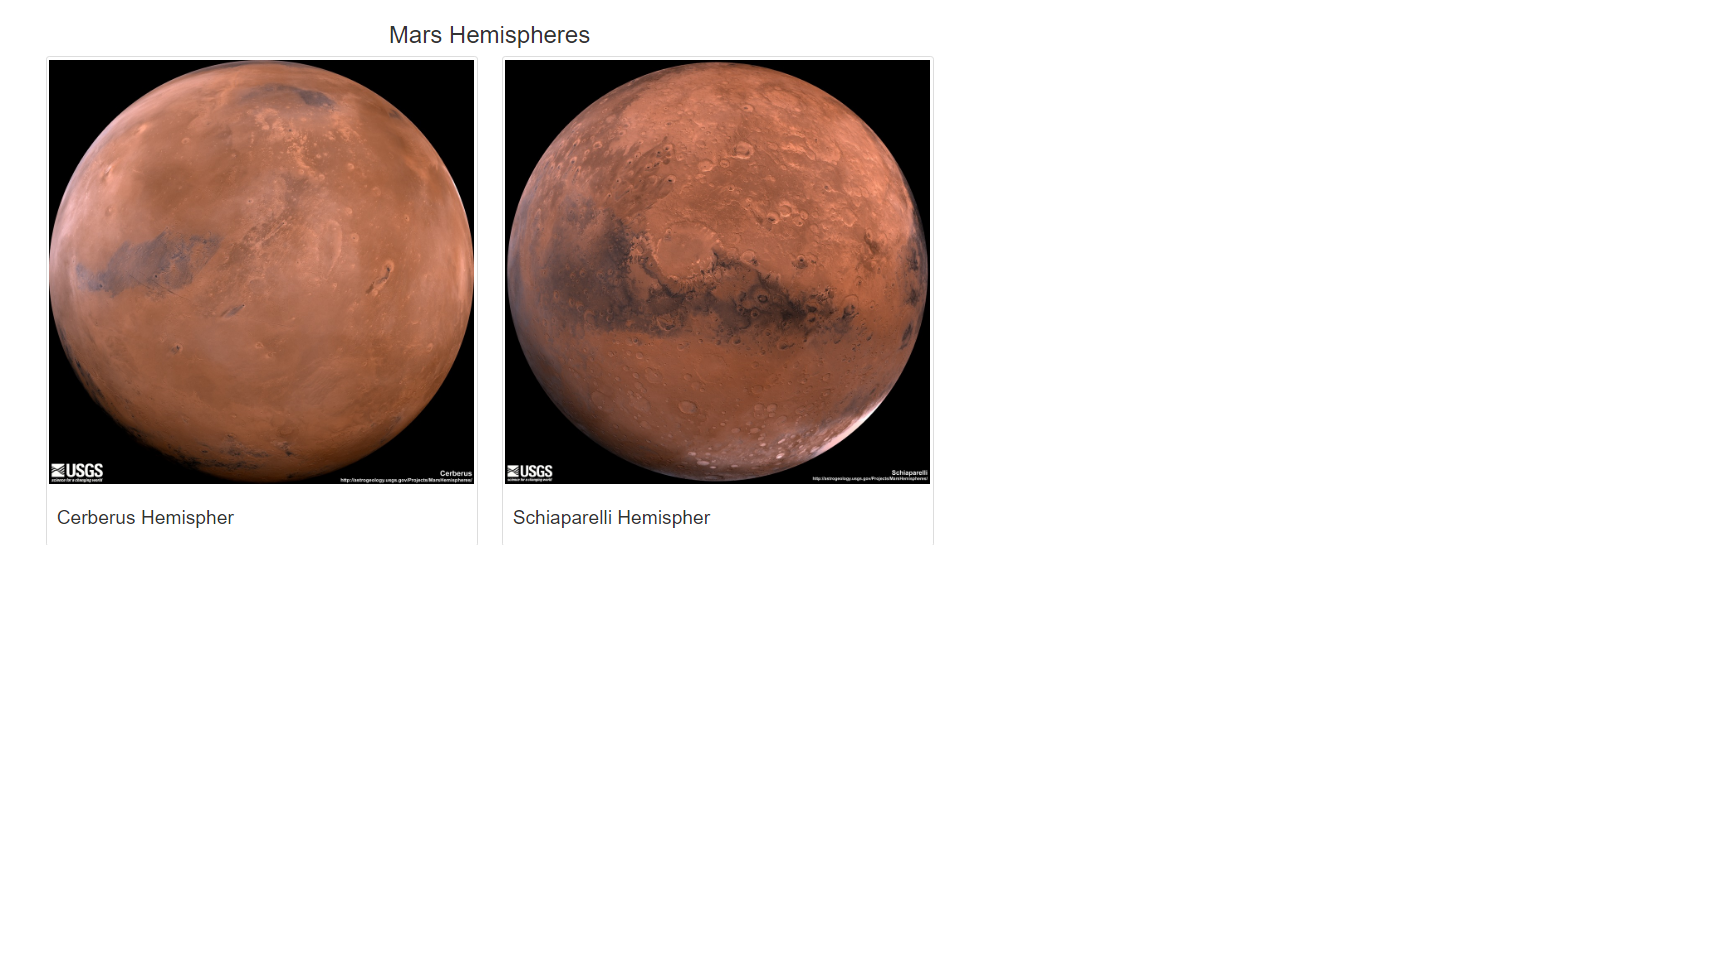 Mars Hemispheres
USGS
science for a changing world
Cerberus
http://astrogeology.usgs.gov/Projects/MarsHemispheres/
USGS
science for a changing world
Schiaparelli
http://astrogeology.usgs.gov/Projects/MarsHemispheres/
Cerberus Hemispher
Schiaparelli Hemispher